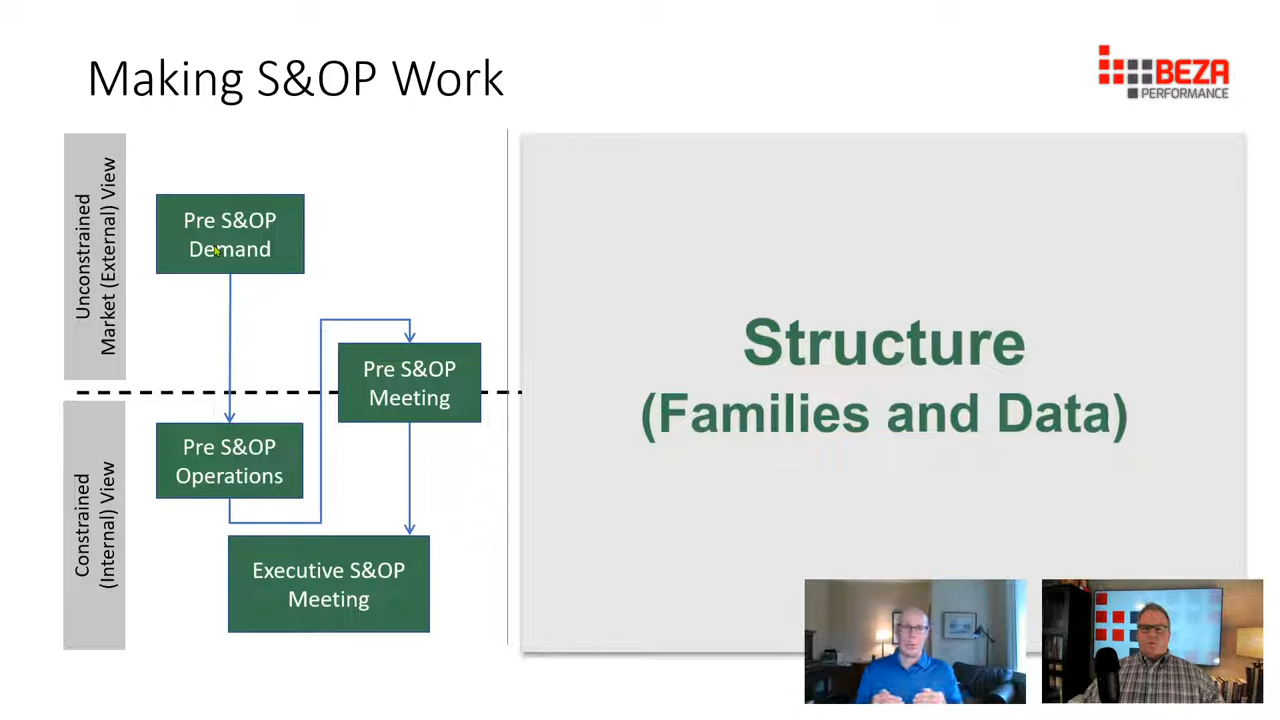 Making S&OP Work
BEZA
PERFORMANCE
Unconstrained
Market (External) View
Pre S&OP
Demand
Pre S&OP
Meeting
Constrained
(Internal) View
Pre S&OP
Operations
Executive S&OP
Meeting
Structure
(Families and Data)